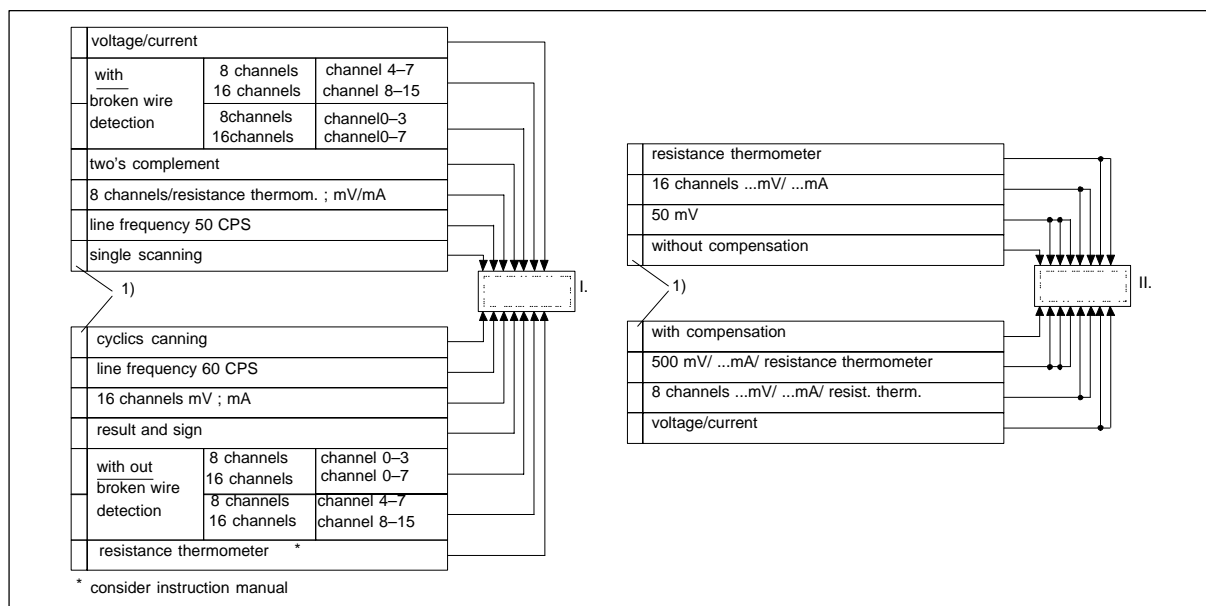 voltage/current
with
broken wire
detection
8 channels
16 channels
channel 4–7
channel 8–15
8channels
16channels
channel0–3
channel0–7
two's complement
8 channels/resistance thermom. ; mV/mA
line frequency 50 CPS
single scanning
1)
I.
cyclics canning
line frequency 60 CPS
16 channels mV ; mA
result and sign
with out
broken wire
detection
8 channels
16 channels
channel 0–3
channel 0–7
8 channels
16 channels
channel 4–7
channel 8–15
resistance thermometer *
* consider instruction manual
resistance thermometer
16 channels ...mV/ ...mA
50 mV
without compensation
1)
II.
with compensation
500 mV/ ...mA/ resistance thermometer
8 channels ...mV/ ...mA/ resist. therm.
voltage/current